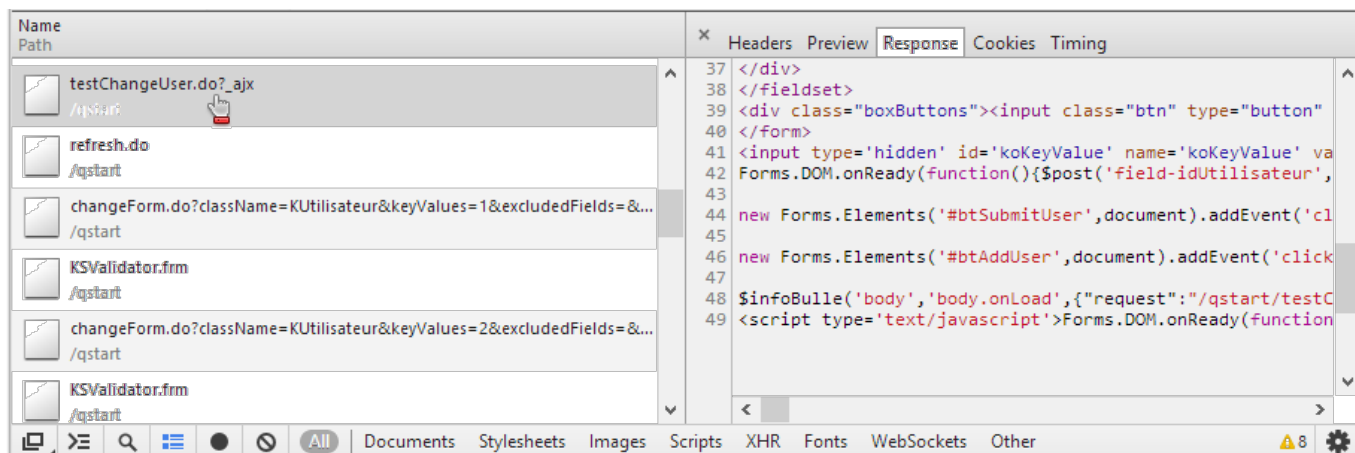 Name
Path
testChangeUser.do?_ajx
/qstart
refresh.do
/qstart
changeForm.do?className=KUtilisateur&keyValues=1&excludedFields=&...
/qstart
KSValidator.frm
/qstart
changeForm.do?className=KUtilisateur&keyValues=2&excludedFields=&...
/qstart
KSValidator.frm
/qstart
× Headers Preview Response Cookies Timing
37 </div>
38 </fieldset>
39 <div class="boxButtons"><input class="btn" type="button"
40 </form>
41 <input type='hidden' id='koKeyValue' name='koKeyValue' va
42 Forms.DOM.onReady(function(){$post('field-idUtilisateur',
43
44 new Forms.Elements('#btSubmitUser',document).addEvent('cl
45
46 new Forms.Elements('#btAddUser',document).addEvent('click
47
48 $infoBulle('body','body.onLoad',{"request":"/qstart/testC
49 <script type='text/javascript'>Forms.DOM.onReady(function
All Documents Stylesheets Images Scripts XHR Fonts WebSockets Other 8